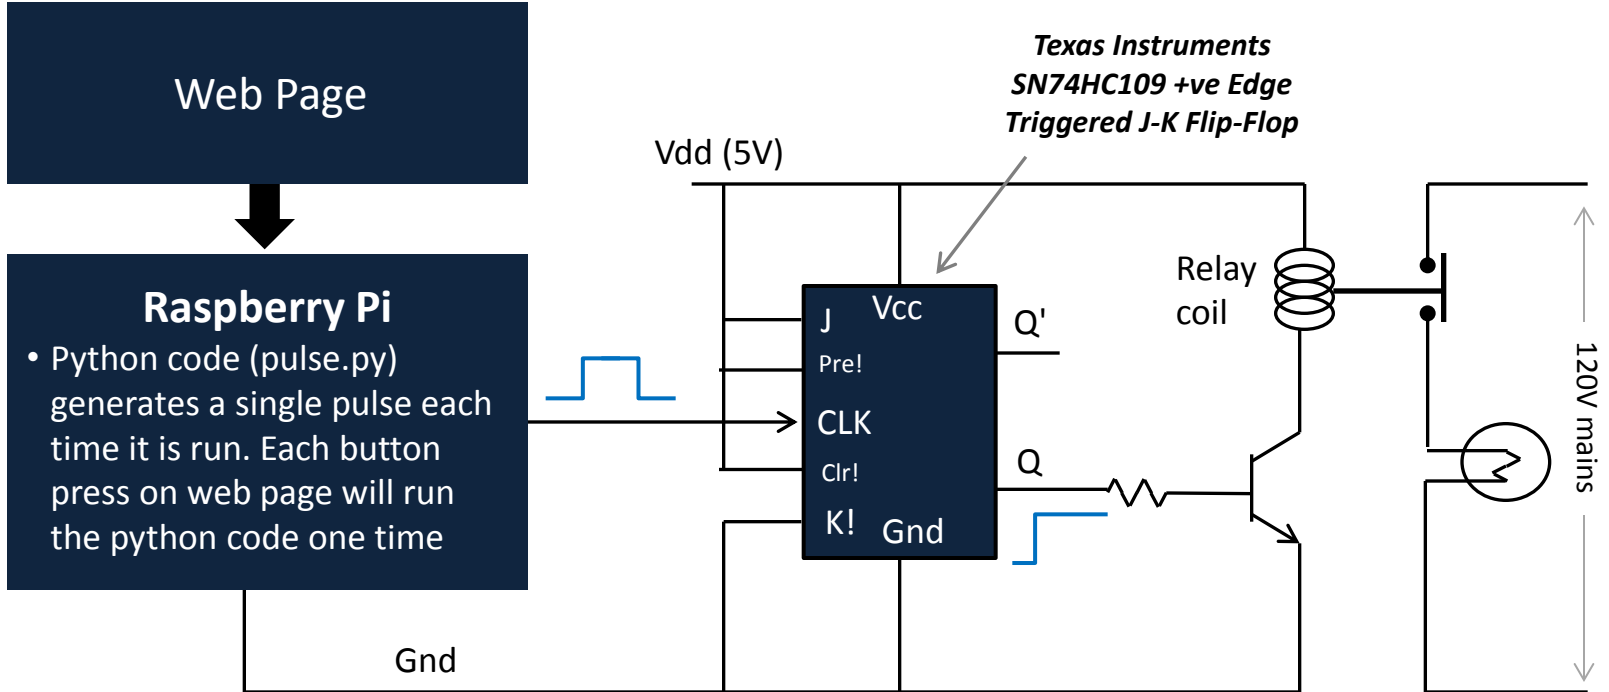 Web Page
Texas Instruments
SN74HC109 +ve Edge
Triggered J-K Flip-Flop
Vdd (5V)
Raspberry Pi
• Python code (pulse.py)
generates a single pulse each
time it is run. Each button
press on web page will run
the python code one time
J
Vcc
Pre!
CLK
Clr!
K!
Gnd
Q'
Q
Relay
coil
120V mains
Gnd